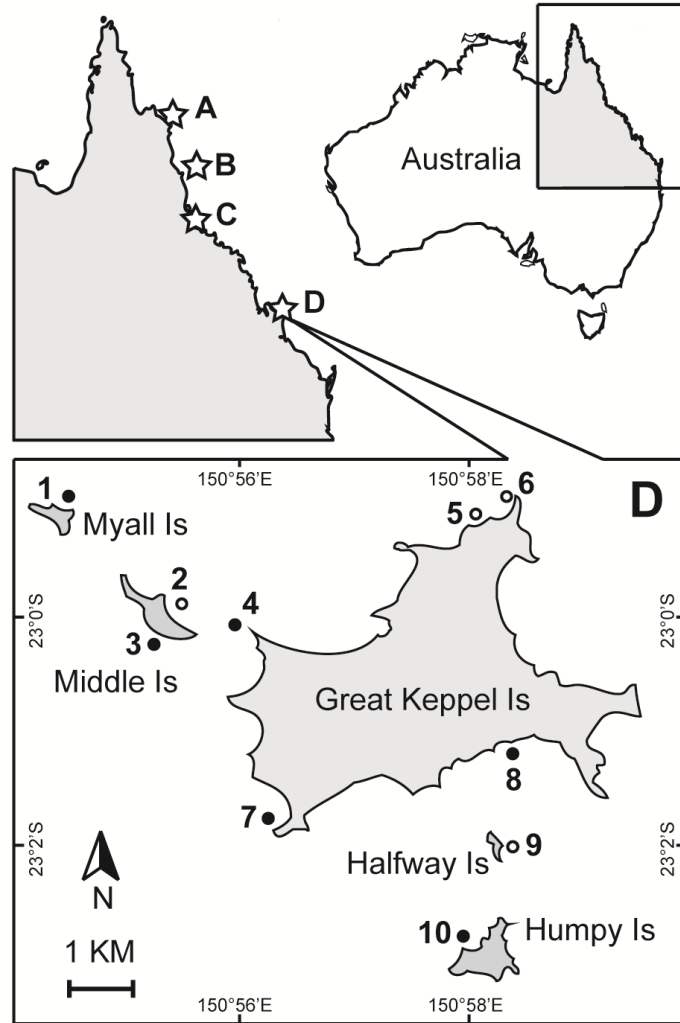 A
B
C
D
Australia
150°56'E
150°58'E
D
1
Myall Is
2
3
Middle Is
4
5
6
23°0'S
23°0'S
Great Keppel Is
7
8
23°2'S
23°2'S
Halfway Is
9
10
Humpy Is
N
1 KM
150°56'E
150°58'E